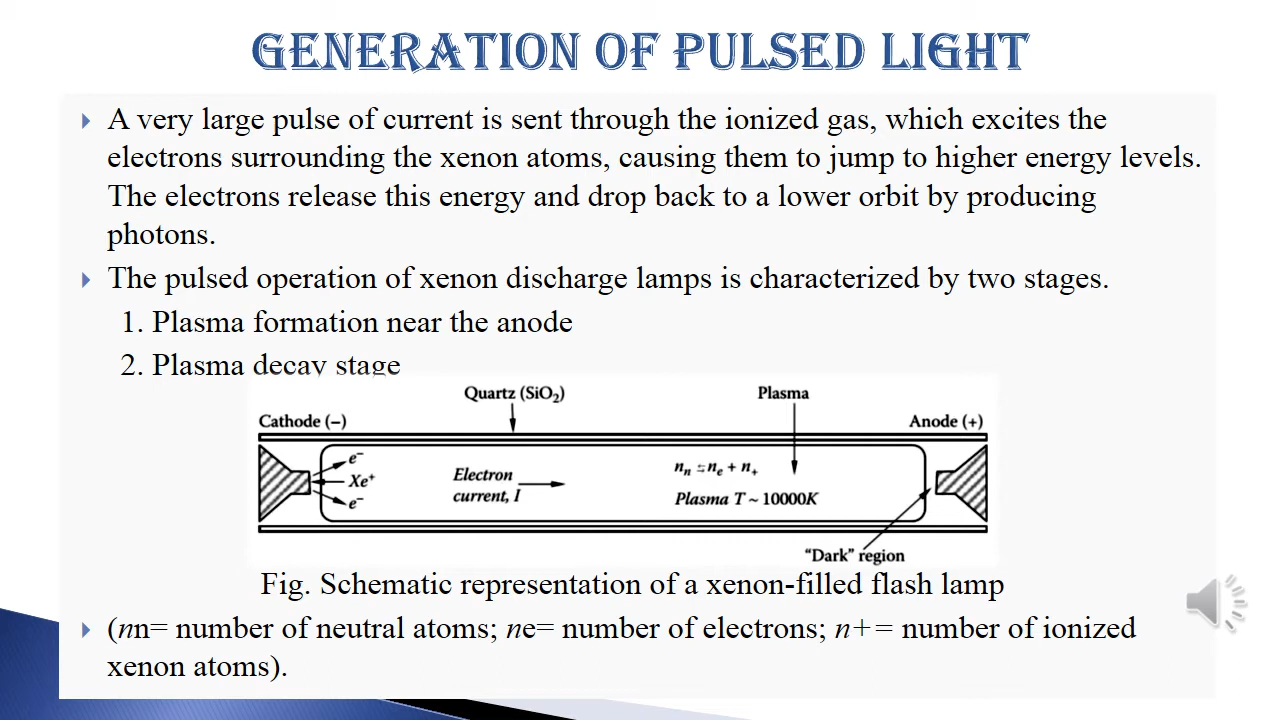 GENERATION OF PULSED LIGHT
A very large pulse of current is sent through the ionized gas, which excites the
electrons surrounding the xenon atoms, causing them to jump to higher energy levels.
The electrons release this energy and drop back to a lower orbit by producing
photons.
The pulsed operation of xenon discharge lamps is characterized by two stages.
1. Plasma formation near the anode
2. Plasma decay stage
Quartz (SiO₂)
Plasma
Cathode (–)
Anode (+)
e⁻
Xe⁺
e⁻
Electron
current, I
nₙ = nₑ + n₊
Plasma T ~ 10000K
"Dark" region
Fig. Schematic representation of a xenon-filled flash lamp
(nn= number of neutral atoms; ne= number of electrons; n+= number of ionized
xenon atoms).